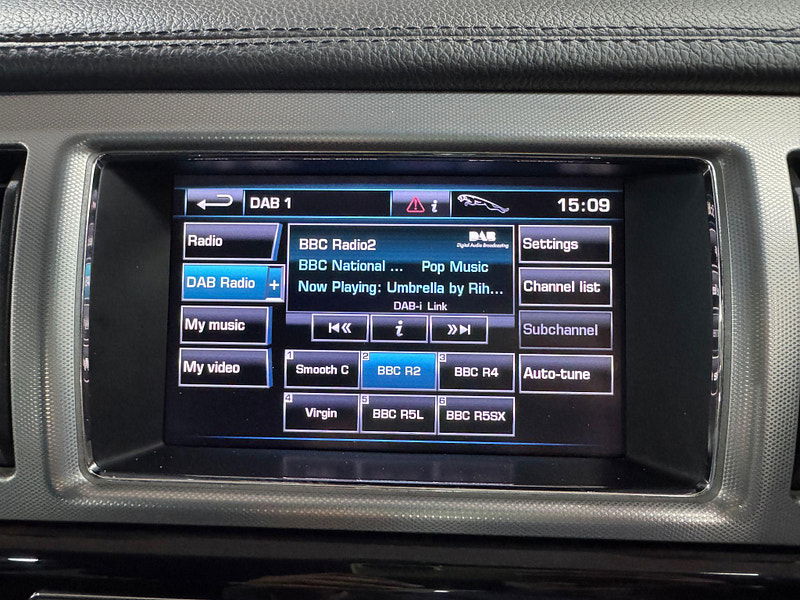 DAB 1
i
15:09
Radio
DAB Radio +
My music
My video
BBC Radio2
DAB
Digital Audio Broadcasting
BBC National ... Pop Music
Now Playing: Umbrella by Rih...
DAB-i Link
i
1 Smooth C
2 BBC R2
3 BBC R4
4 Virgin
5 BBC R5L
6 BBC R5SX
Settings
Channel list
Subchannel
Auto-tune